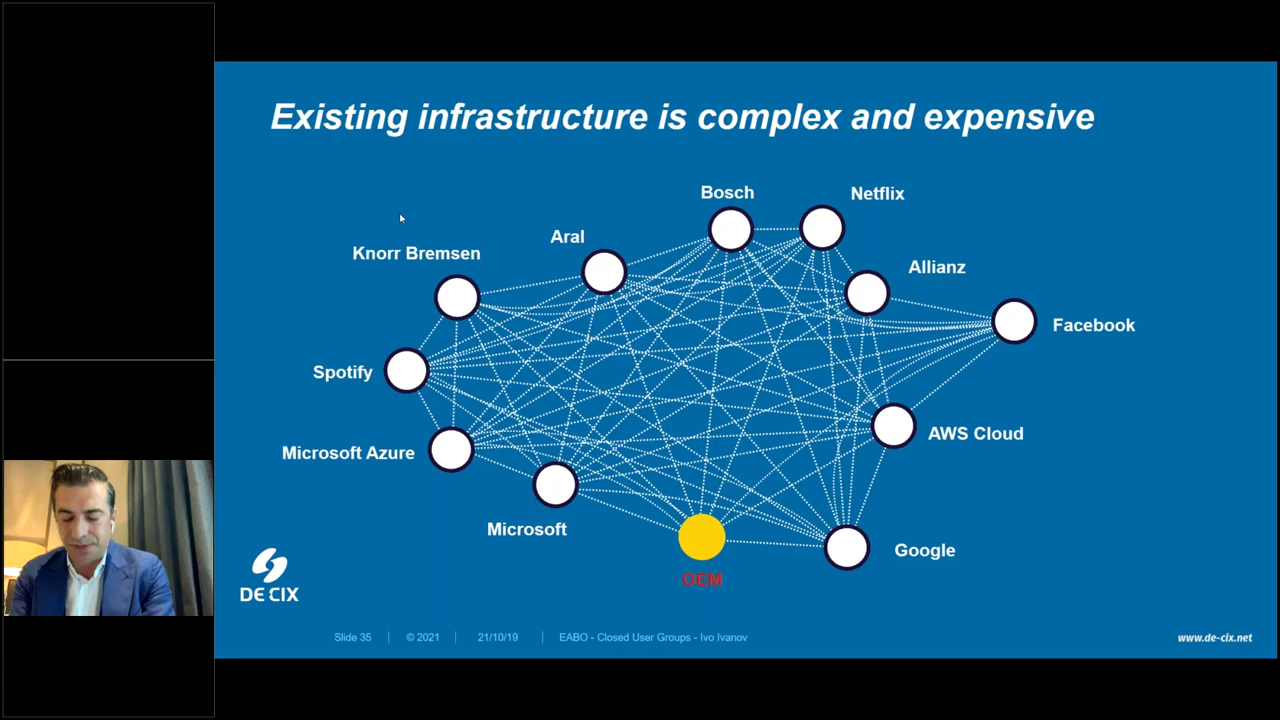 Existing infrastructure is complex and expensive
Bosch
Netflix
Aral
Knorr Bremsen
Allianz
Facebook
Spotify
AWS Cloud
Microsoft Azure
Microsoft
Google
OEM
DE CIX
Slide 35 | © 2021 | 21/10/19 | EABO - Closed User Groups - Ivo Ivanov
www.de-cix.net